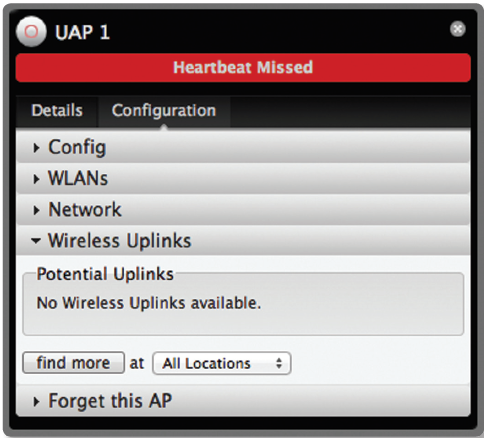 UAP 1
Heartbeat Missed
Details Configuration
Config
WLANs
Network
Wireless Uplinks
Potential Uplinks
No Wireless Uplinks available.
find more at All Locations
Forget this AP